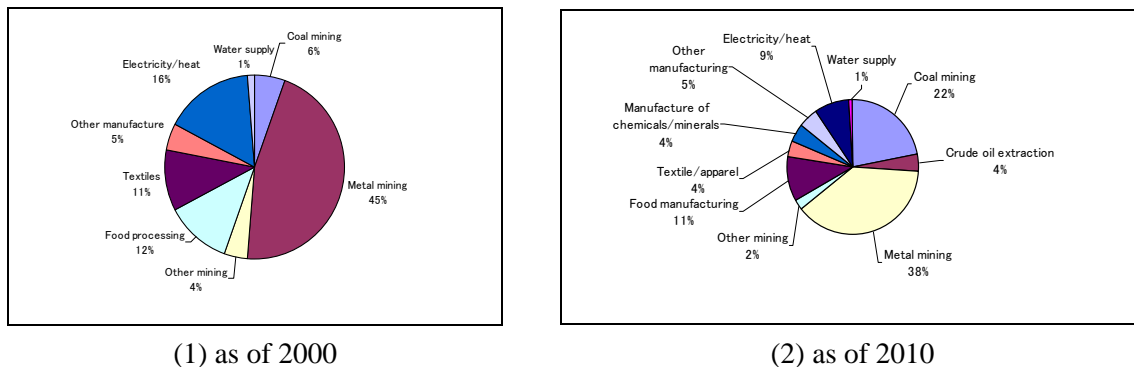 Water supply
1%
Coal mining
6%
Electricity/heat
16%
Other manufacture
5%
Textiles
11%
Metal mining
45%
Food processing
12%
Other mining
4%
(1) as of 2000
Electricity/heat
9%
Other
manufacturing
5%
Water supply
1%
Coal mining
22%
Manufacture of
chemicals/minerals
4%
Crude oil extraction
4%
Textile/apparel
4%
Food manufacturing
11%
Other mining
2%
Metal mining
38%
(2) as of 2010